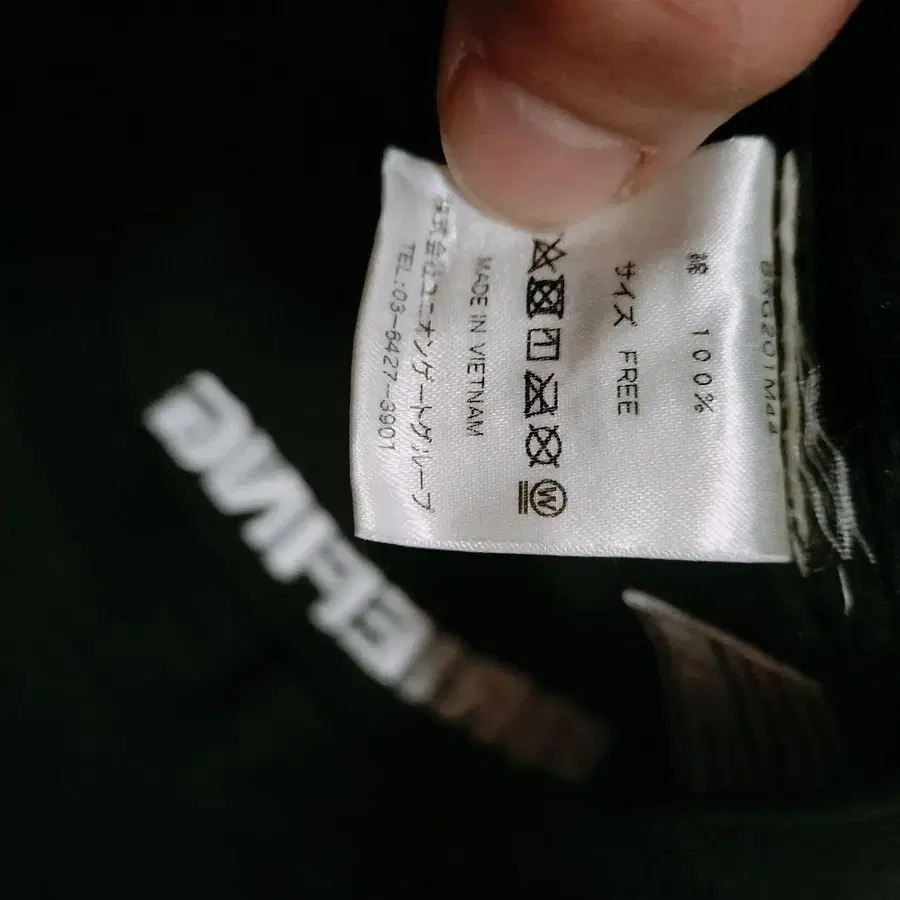 綿 100%
サイズ FREE
W
MADE IN VIETNAM
株式会社ユニオンゲートグループ
TEL:03-6427-3901